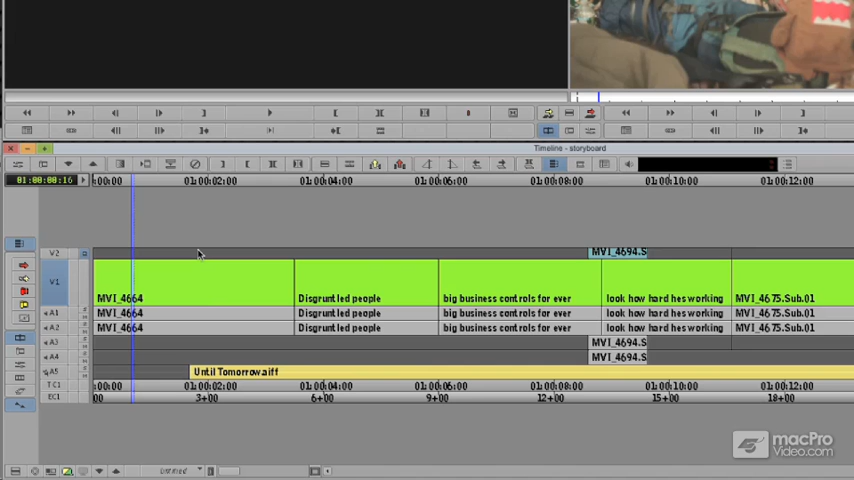 Timeline - storyboard
01:00:00:16
:00:00 01:00:02:00 01:00:04:00 01:00:06:00 01:00:08:00 01:00:10:00 01:00:12:00
V2 MVI_4694.S
V1
MVI_4664 Disgruntled people big business controls for ever look how hard hes working MVI_4675.Sub.01
A1 MVI_4664 Disgruntled people big business controls for ever look how hard hes working MVI_4675.Sub.01
A2 MVI_4664 Disgruntled people big business controls for ever look how hard hes working MVI_4675.Sub.01
A3 MVI_4694.S
A4 MVI_4694.S
A5 Until Tomorrow.aiff
TC1 :00:00 01:00:02:00 01:00:04:00 01:00:06:00 01:00:08:00 01:00:10:00 01:00:12:00
EC1 00 3+00 6+00 9+00 12+00 15+00 18+00
macPro
Video.com